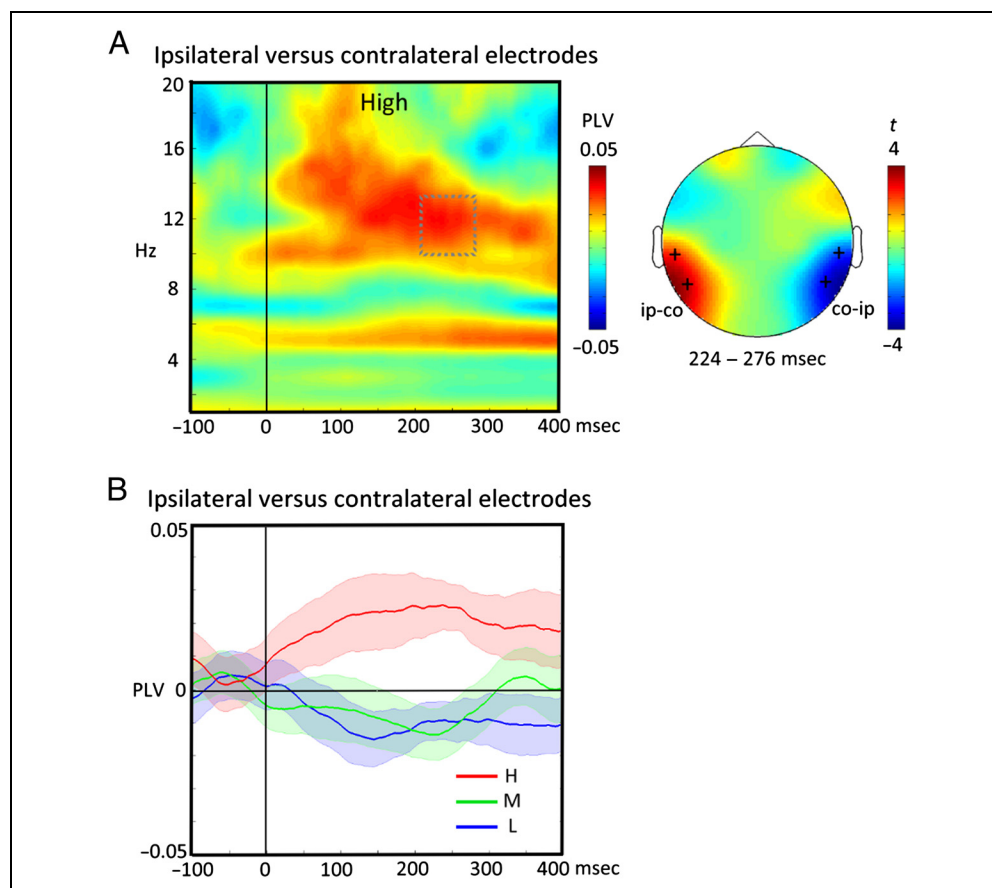 A
Ipsilateral versus contralateral electrodes
20
16
12
Hz
8
4
High
−100 0 100 200 300 400 msec
PLV
0.05
−0.05
t
4
−4
ip-co
co-ip
224 – 276 msec
B
Ipsilateral versus contralateral electrodes
0.05
PLV 0
−0.05
H
M
L
−100 0 100 200 300 400 msec